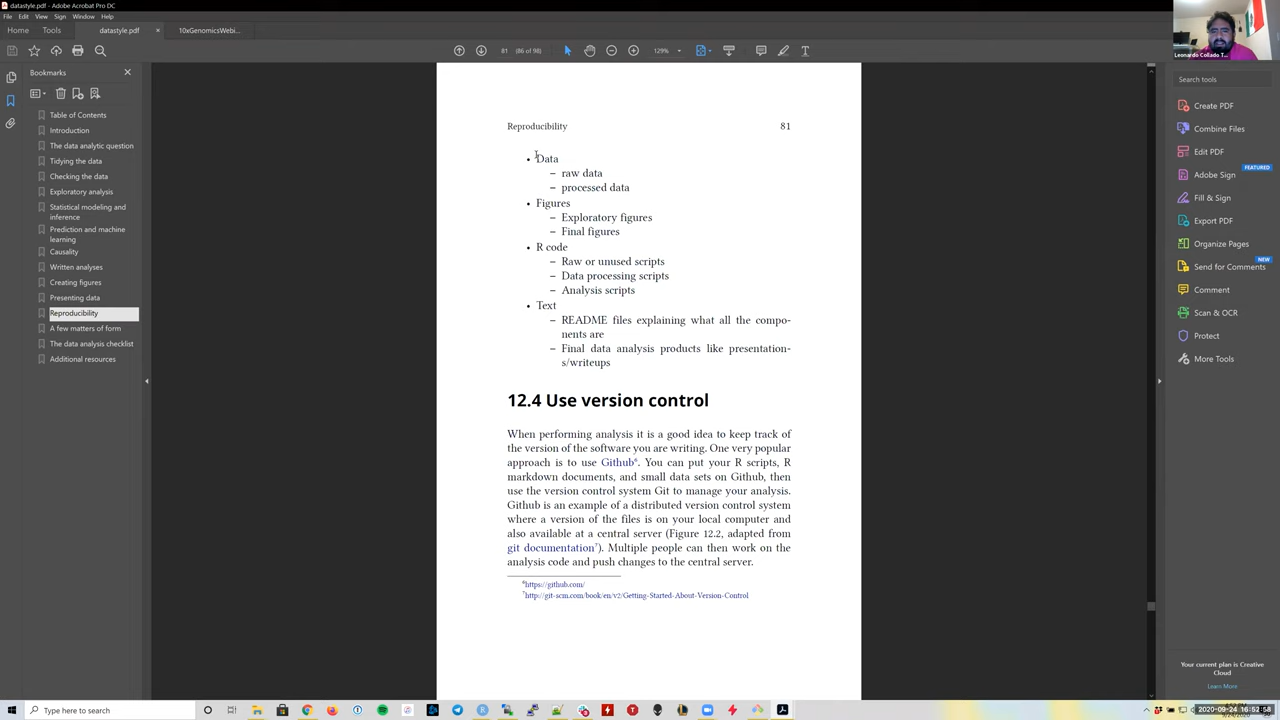 datastyle.pdf - Adobe Acrobat Pro DC
File Edit View Sign Window Help
Home Tools datastyle.pdf × 10xGenomicsWebi...
81 (86 of 98) 129%
Leonardo Collado T...
Bookmarks
Table of Contents
Introduction
The data analytic question
Tidying the data
Checking the data
Exploratory analysis
Statistical modeling and
inference
Prediction and machine
learning
Causality
Written analyses
Creating figures
Presenting data
Reproducibility
A few matters of form
The data analysis checklist
Additional resources
Reproducibility 81
• Data
– raw data
– processed data
• Figures
– Exploratory figures
– Final figures
• R code
– Raw or unused scripts
– Data processing scripts
– Analysis scripts
• Text
– README files explaining what all the compo-
nents are
– Final data analysis products like presentation-
s/writeups
12.4 Use version control
When performing analysis it is a good idea to keep track of
the version of the software you are writing. One very popular
approach is to use Github⁶. You can put your R scripts, R
markdown documents, and small data sets on Github, then
use the version control system Git to manage your analysis.
Github is an example of a distributed version control system
where a version of the files is on your local computer and
also available at a central server (Figure 12.2, adapted from
git documentation⁷). Multiple people can then work on the
analysis code and push changes to the central server.
⁶https://github.com/
⁷http://git-scm.com/book/en/v2/Getting-Started-About-Version-Control
Search tools
Create PDF
Combine Files
Edit PDF
FEATURED
Adobe Sign
Fill & Sign
Export PDF
Organize Pages
NEW
Send for Comments
Comment
Scan & OCR
Protect
More Tools
Your current plan is Creative
Cloud
Learn More
Type here to search
2020-09-24 16:52:58